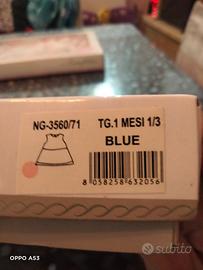 NG-3560/71 TG.1 MESI 1/3
BLUE
8 058258 632056
subito
OPPO A53